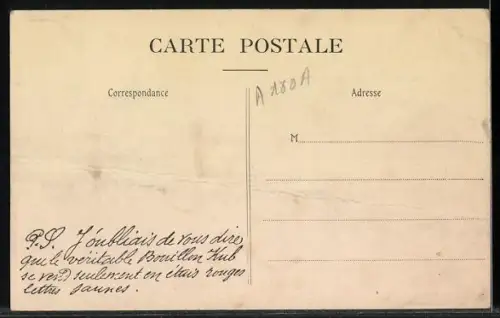 CARTE POSTALE
Correspondance
A 180 A
Adresse
M
P.S. J'oubliais de vous dire,
que le véritable Bouillon Kub
se vend seulement en étuis rouges
lettres jaunes.